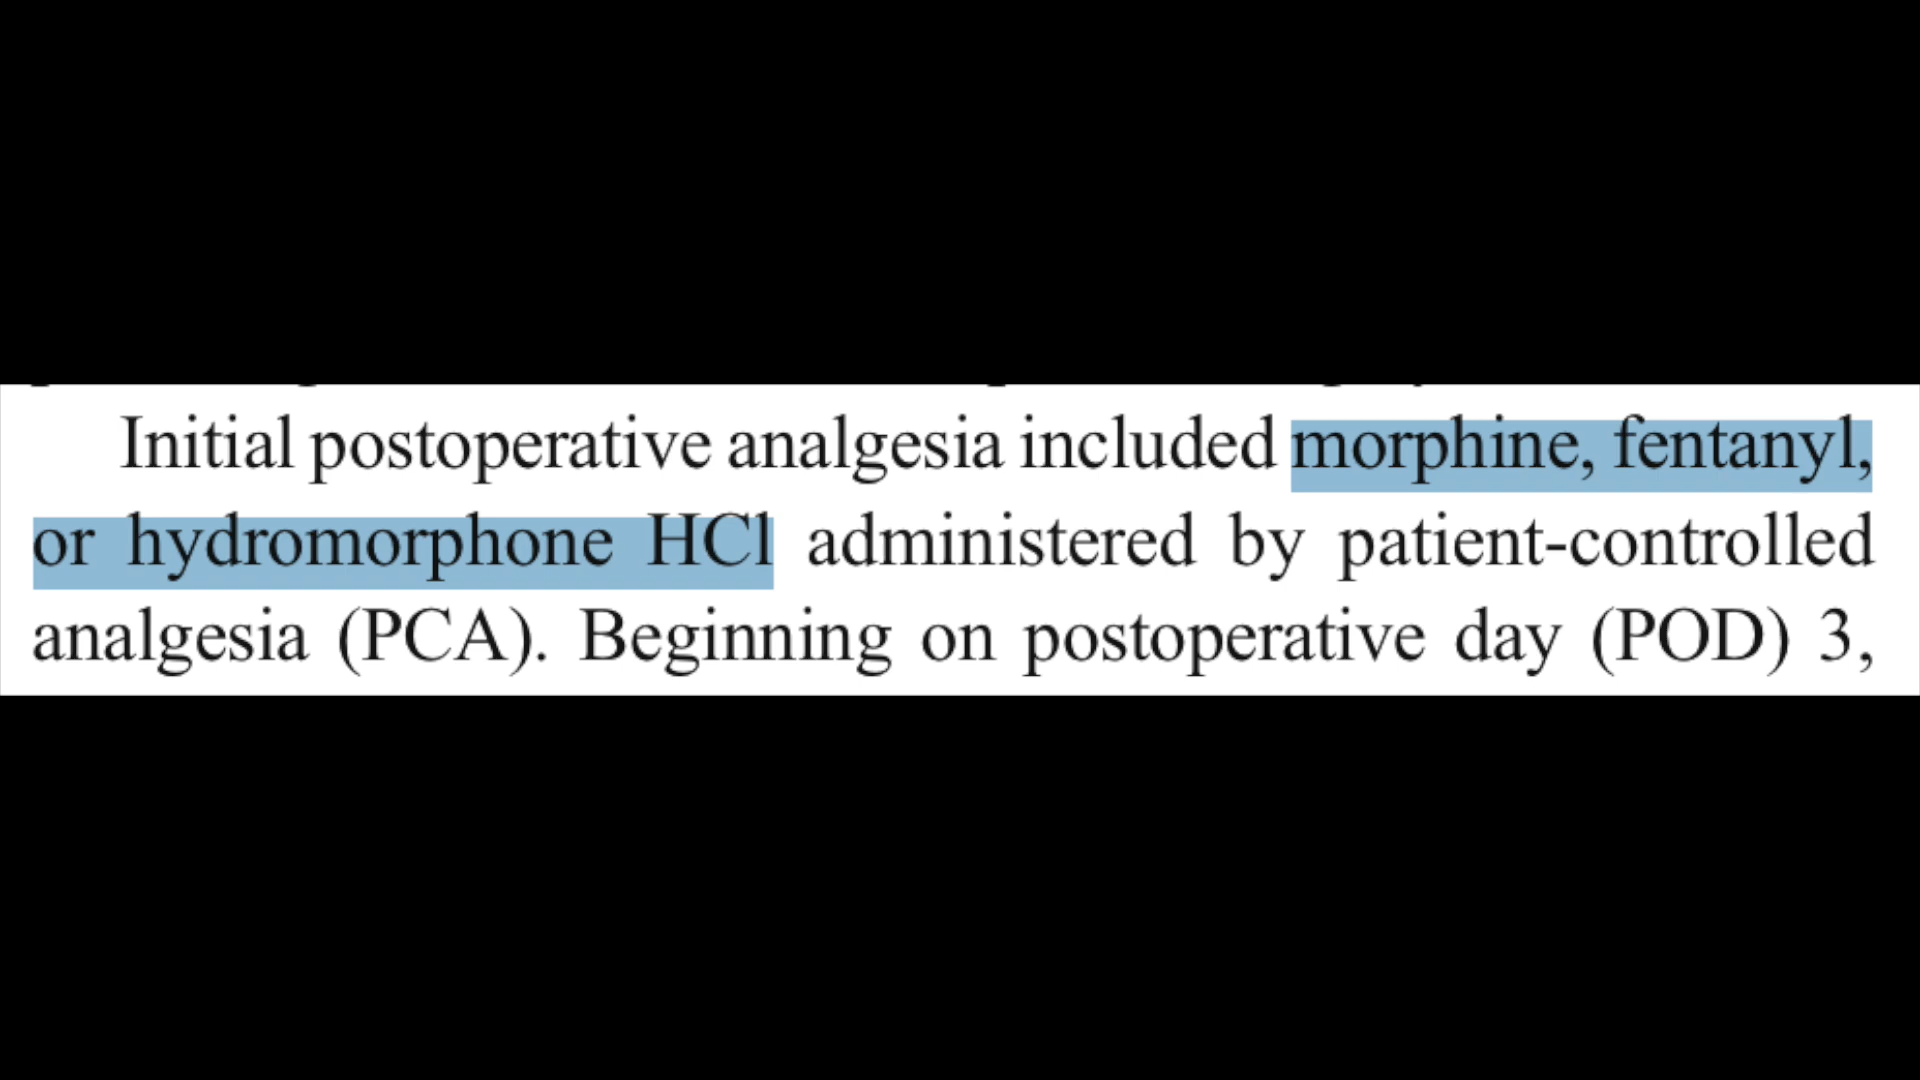 Initial postoperative analgesia included morphine, fentanyl,
or hydromorphone HCl administered by patient-controlled
analgesia (PCA). Beginning on postoperative day (POD) 3,